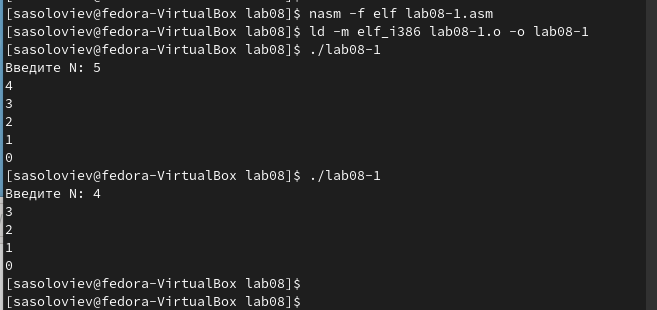 [sasoloviev@fedora-VirtualBox lab08]$ nasm -f elf lab08-1.asm
[sasoloviev@fedora-VirtualBox lab08]$ ld -m elf_i386 lab08-1.o -o lab08-1
[sasoloviev@fedora-VirtualBox lab08]$ ./lab08-1
Введите N: 5
4
3
2
1
0
[sasoloviev@fedora-VirtualBox lab08]$ ./lab08-1
Введите N: 4
3
2
1
0
[sasoloviev@fedora-VirtualBox lab08]$
[sasoloviev@fedora-VirtualBox lab08]$